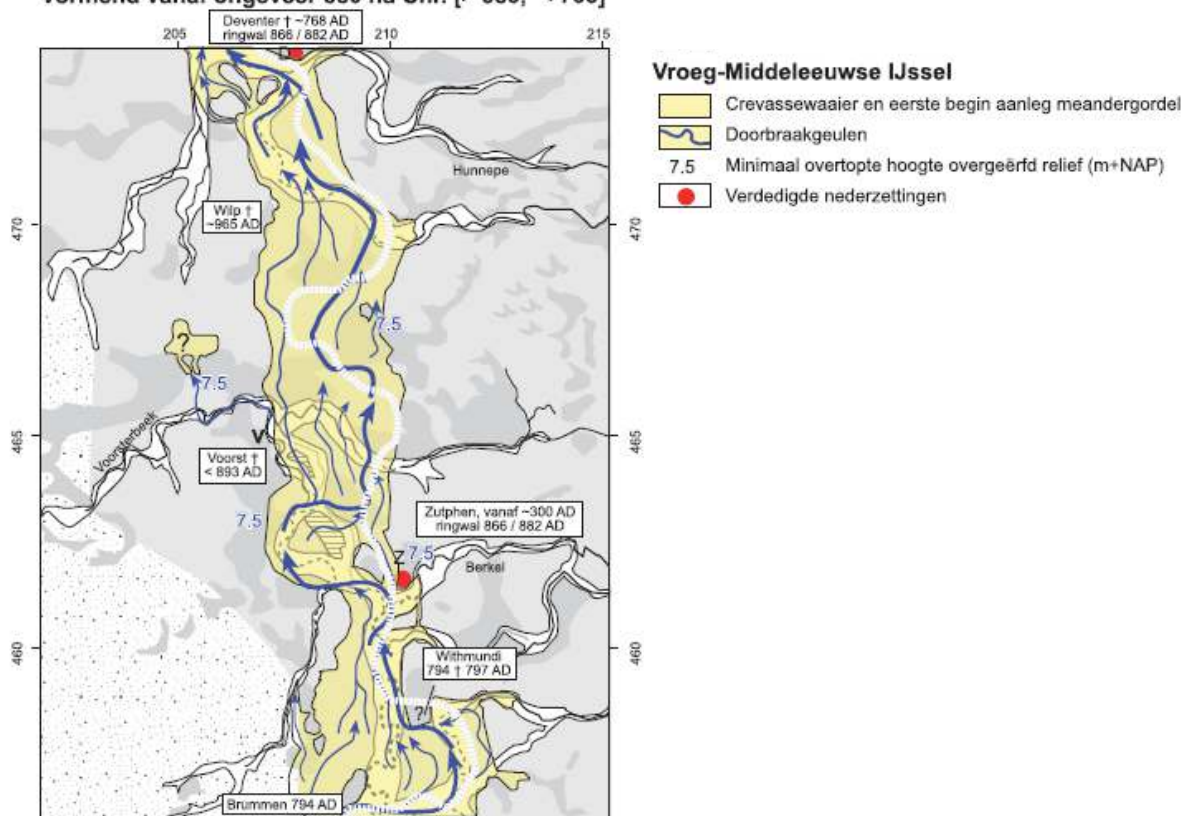 Deventer † ~768 AD
ringwal 866 / 882 AD
205
210
215
D
Hunnepe
Wilp †
~965 AD
470
470
7.5
?
7.5
Voorsterbeek
V
465
465
Voorst †
< 893 AD
7.5
Zutphen, vanaf ~300 AD
ringwal 866 / 882 AD
Z 7.5
Berkel
460
460
Withmundi
794 † 797 AD
?
Brummen 794 AD
Vroeg-Middeleeuwse IJssel
Crevassewaaier en eerste begin aanleg meandergordel
Doorbraakgeulen
7.5 Minimaal overtopte hoogte overgeërfd relief (m+NAP)
Verdedigde nederzettingen